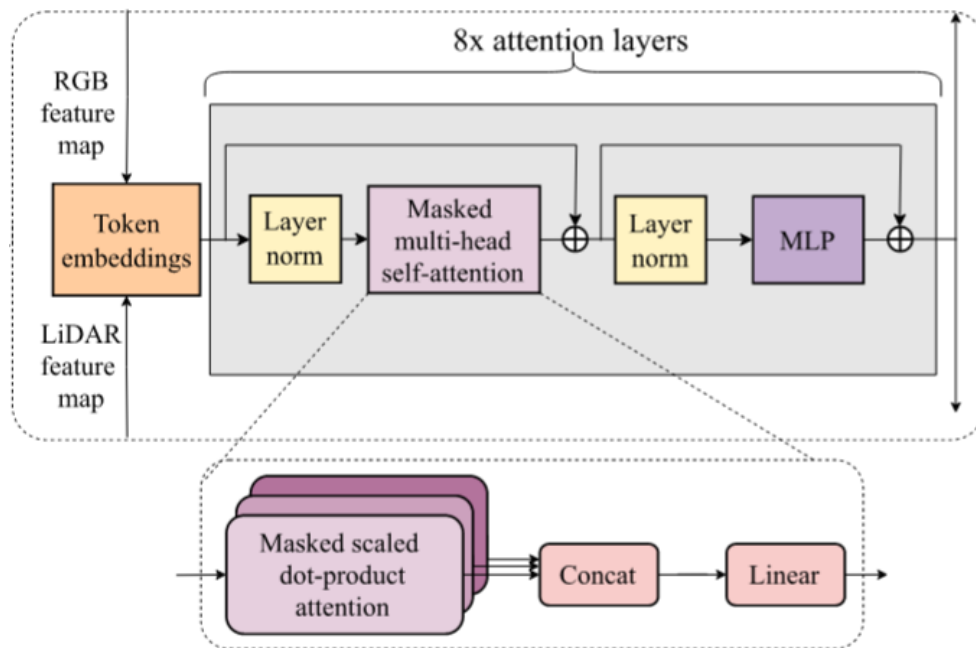 8x attention layers
RGB
feature
map
Token
embeddings
Layer
norm
Masked
multi-head
self-attention
Layer
norm
MLP
LiDAR
feature
map
Masked scaled
dot-product
attention
Concat
Linear